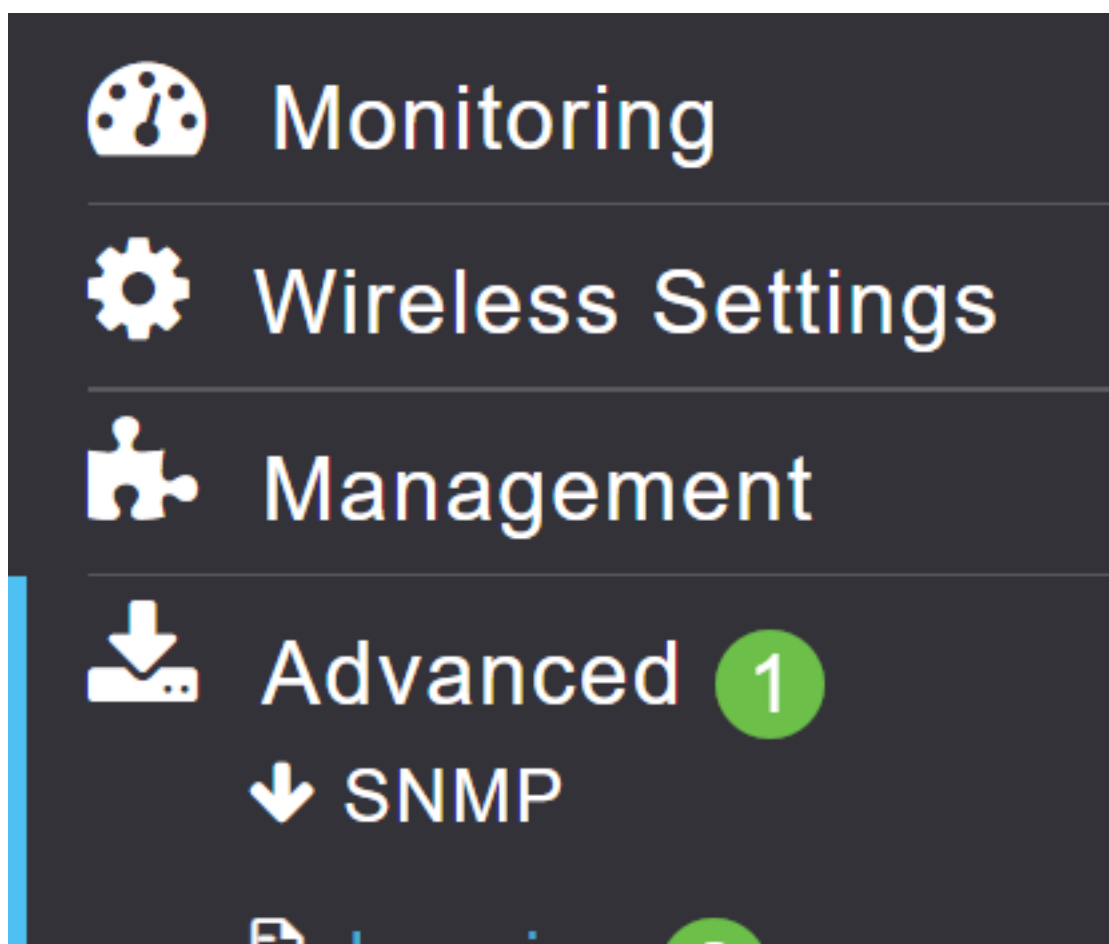 Monitoring
Wireless Settings
Management
Advanced 1
SNMP